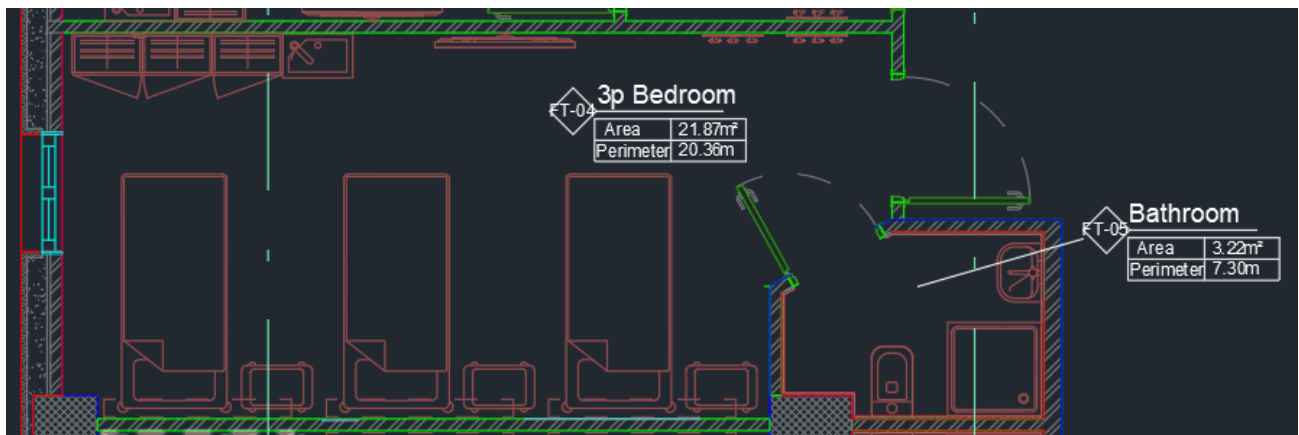 FT-04
3p Bedroom
Area 21.87m²
Perimeter 20.36m
FT-05
Bathroom
Area 3.22m²
Perimeter 7.30m